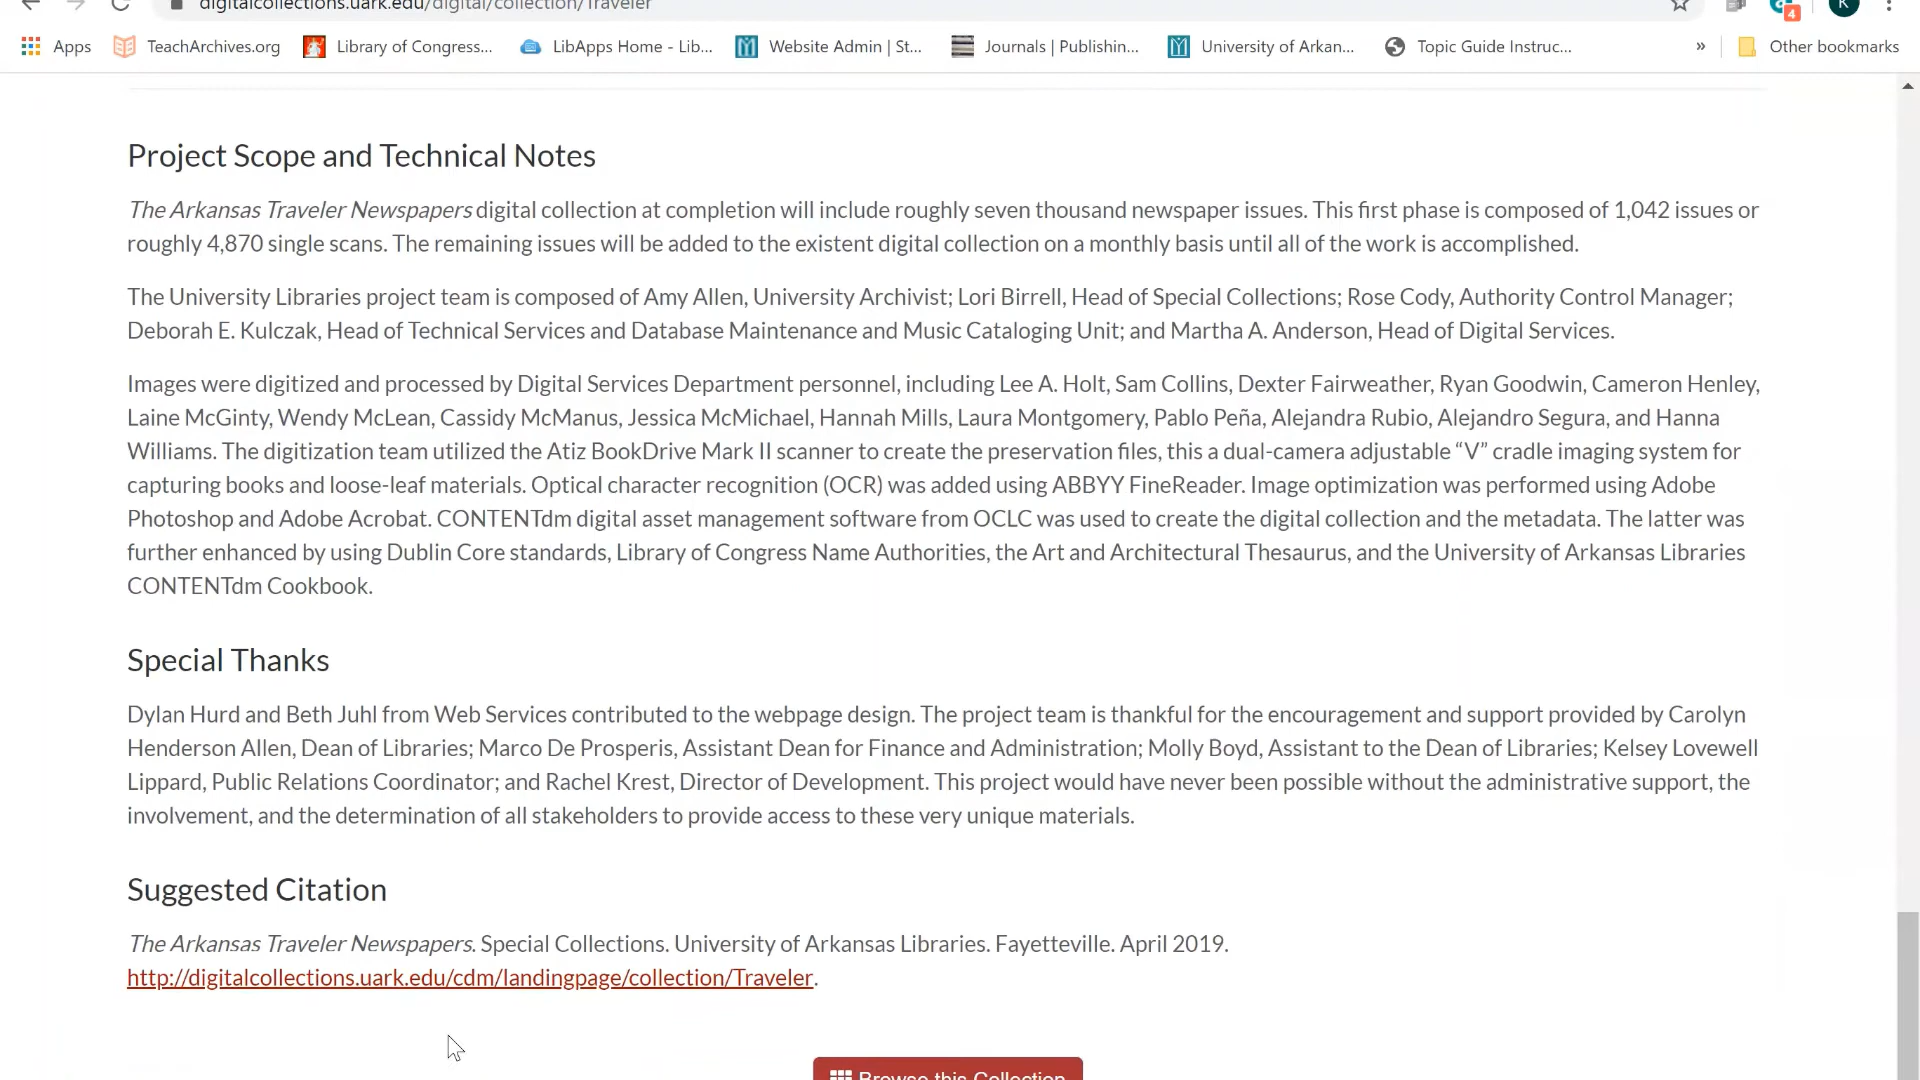 digitalcollections.uark.edu/digital/collection/Traveler
4
K
Apps TeachArchives.org Library of Congress... LibApps Home - Lib... Website Admin | St... Journals | Publishin... University of Arkan... Topic Guide Instruc... » Other bookmarks
Project Scope and Technical Notes
The Arkansas Traveler Newspapers digital collection at completion will include roughly seven thousand newspaper issues. This first phase is composed of 1,042 issues or
roughly 4,870 single scans. The remaining issues will be added to the existent digital collection on a monthly basis until all of the work is accomplished.
The University Libraries project team is composed of Amy Allen, University Archivist; Lori Birrell, Head of Special Collections; Rose Cody, Authority Control Manager;
Deborah E. Kulczak, Head of Technical Services and Database Maintenance and Music Cataloging Unit; and Martha A. Anderson, Head of Digital Services.
Images were digitized and processed by Digital Services Department personnel, including Lee A. Holt, Sam Collins, Dexter Fairweather, Ryan Goodwin, Cameron Henley,
Laine McGinty, Wendy McLean, Cassidy McManus, Jessica McMichael, Hannah Mills, Laura Montgomery, Pablo Peña, Alejandra Rubio, Alejandro Segura, and Hanna
Williams. The digitization team utilized the Atiz BookDrive Mark II scanner to create the preservation files, this a dual-camera adjustable “V” cradle imaging system for
capturing books and loose-leaf materials. Optical character recognition (OCR) was added using ABBYY FineReader. Image optimization was performed using Adobe
Photoshop and Adobe Acrobat. CONTENTdm digital asset management software from OCLC was used to create the digital collection and the metadata. The latter was
further enhanced by using Dublin Core standards, Library of Congress Name Authorities, the Art and Architectural Thesaurus, and the University of Arkansas Libraries
CONTENTdm Cookbook.
Special Thanks
Dylan Hurd and Beth Juhl from Web Services contributed to the webpage design. The project team is thankful for the encouragement and support provided by Carolyn
Henderson Allen, Dean of Libraries; Marco De Prosperis, Assistant Dean for Finance and Administration; Molly Boyd, Assistant to the Dean of Libraries; Kelsey Lovewell
Lippard, Public Relations Coordinator; and Rachel Krest, Director of Development. This project would have never been possible without the administrative support, the
involvement, and the determination of all stakeholders to provide access to these very unique materials.
Suggested Citation
The Arkansas Traveler Newspapers. Special Collections. University of Arkansas Libraries. Fayetteville. April 2019.
http://digitalcollections.uark.edu/cdm/landingpage/collection/Traveler.
Browse this Collection